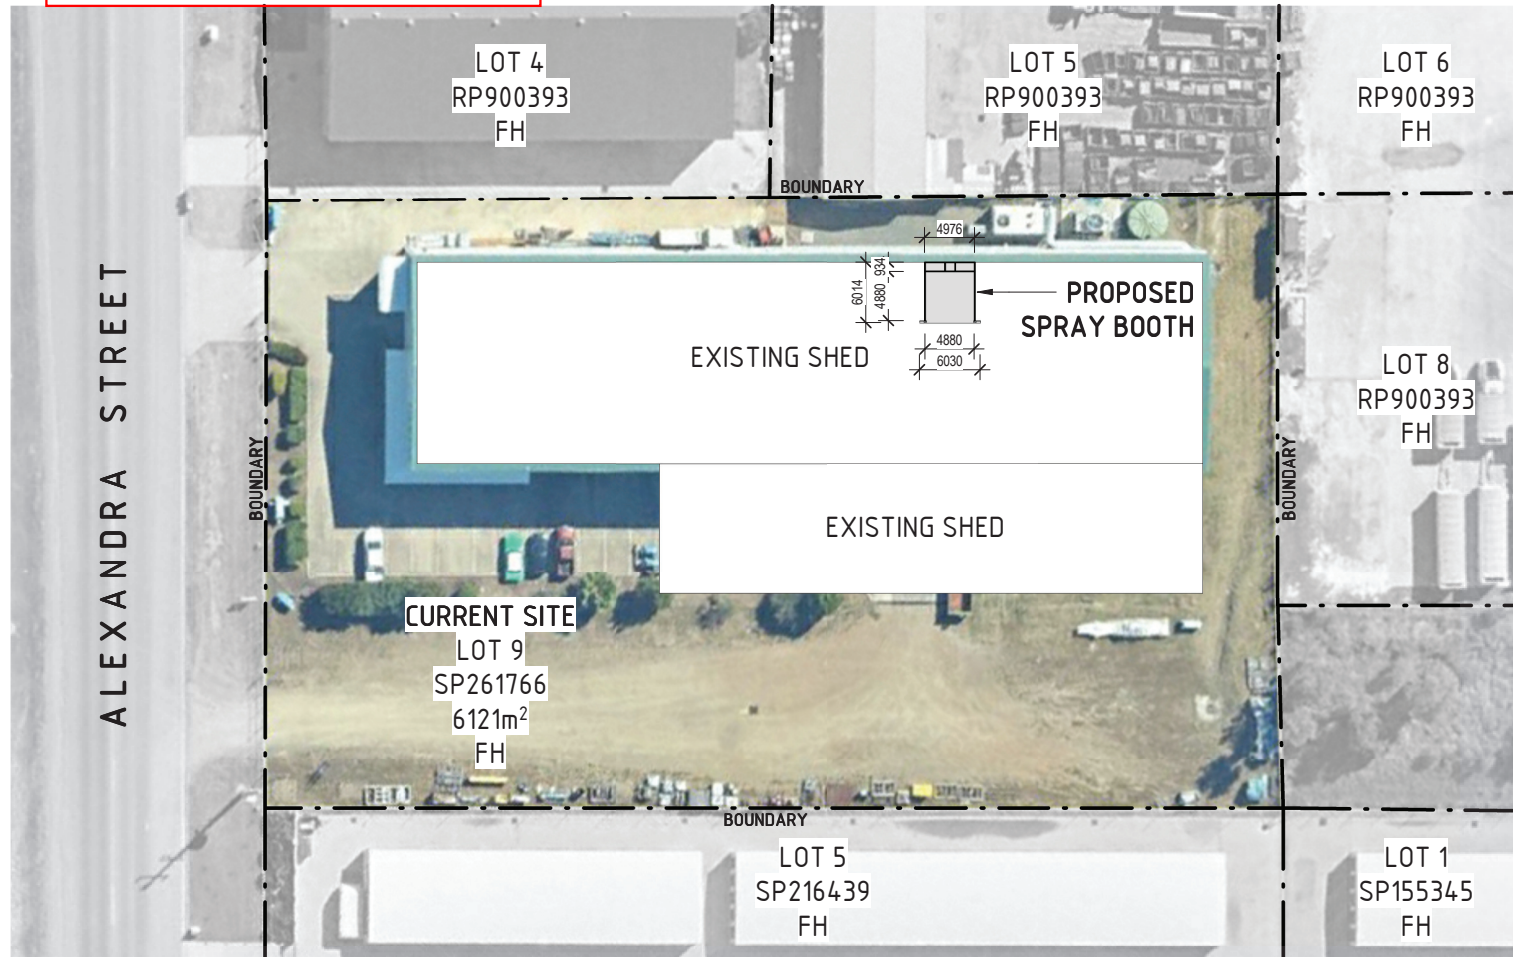 LOT 4
RP900393
FH
LOT 5
RP900393
FH
LOT 6
RP900393
FH
BOUNDARY
4976
934
6014
4880
PROPOSED
SPRAY BOOTH
4880
6030
EXISTING SHED
LOT 8
RP900393
FH
ALEXANDRA STREET
BOUNDARY
BOUNDARY
EXISTING SHED
CURRENT SITE
LOT 9
SP261766
6121m²
FH
BOUNDARY
LOT 5
SP216439
FH
LOT 1
SP155345
FH